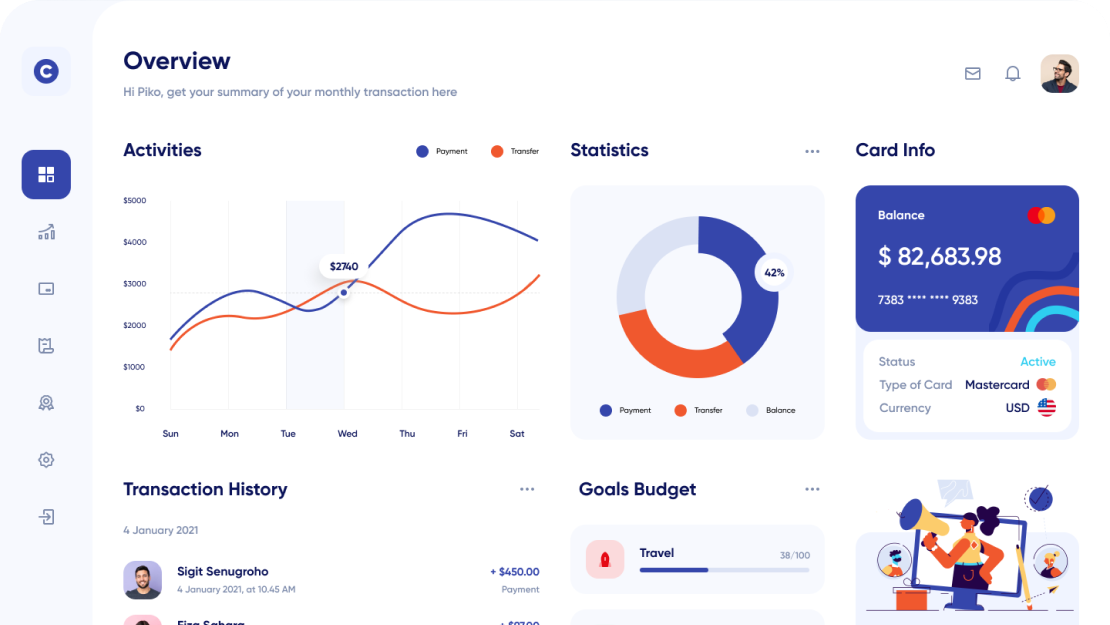 C
Overview
Hi Piko, get your summary of your monthly transaction here
Activities
Payment
Transfer
$5000
$4000
$3000
$2000
$1000
$0
$2740
Sun
Mon
Tue
Wed
Thu
Fri
Sat
Statistics
42%
Payment
Transfer
Balance
Card Info
Balance
$ 82,683.98
7383 **** **** 9383
Status
Active
Type of Card
Mastercard
Currency
USD
Transaction History
4 January 2021
Sigit Senugroho
+ $450.00
4 January 2021, at 10.45 AM
Payment
Goals Budget
Travel
38/100